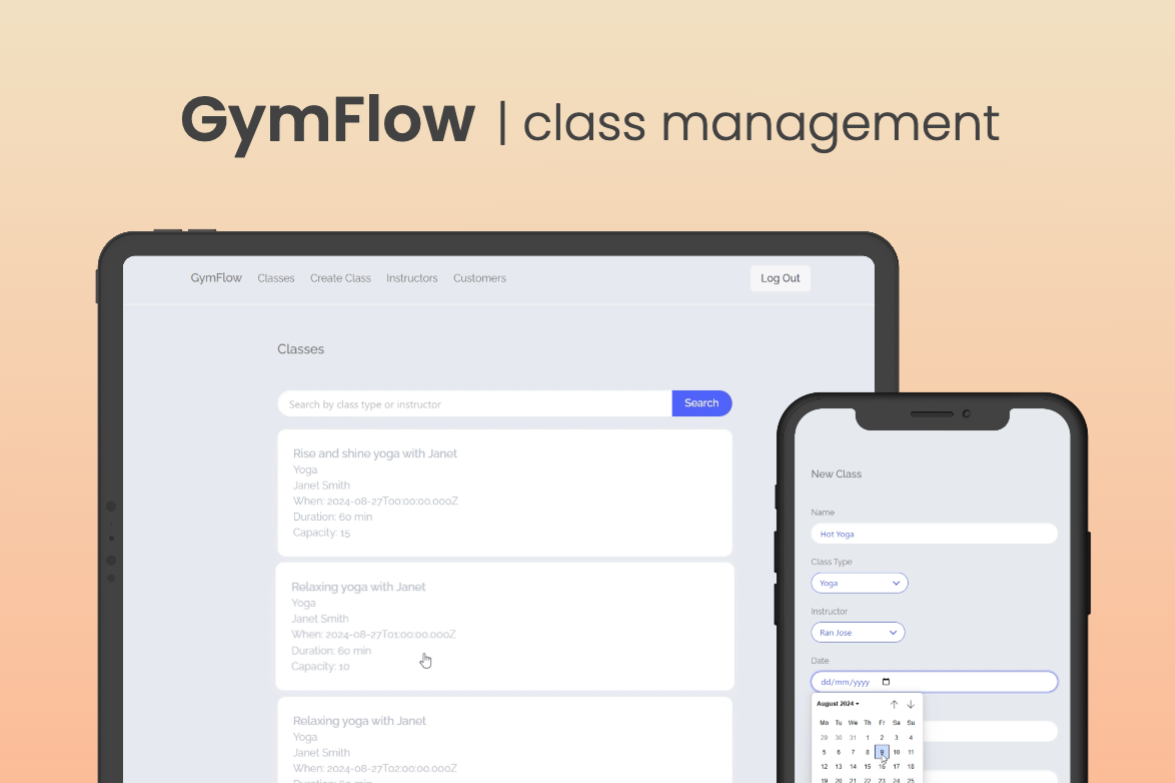 GymFlow | class management
GymFlow Classes Create Class Instructors Customers Log Out
Classes
Search by class type or instructor Search
Rise and shine yoga with Janet
Yoga
Janet Smith
When: 2024-08-27T00:00:00.000Z
Duration: 60 min
Capacity: 15
Relaxing yoga with Janet
Yoga
Janet Smith
When: 2024-08-27T01:00:00.000Z
Duration: 60 min
Capacity: 10
Relaxing yoga with Janet
Yoga
Janet Smith
When: 2024-08-27T02:00:00.000Z
Duration: 60 min
New Class
Name
Hot Yoga
Class Type
Yoga
Instructor
Ran Jose
Date
dd/mm/yyyy
August 2024
Mo Tu We Th Fr Sa Su
29 30 31 1 2 3 4
5 6 7 8 9 10 11
12 13 14 15 16 17 18
19 20 21 22 23 24 25